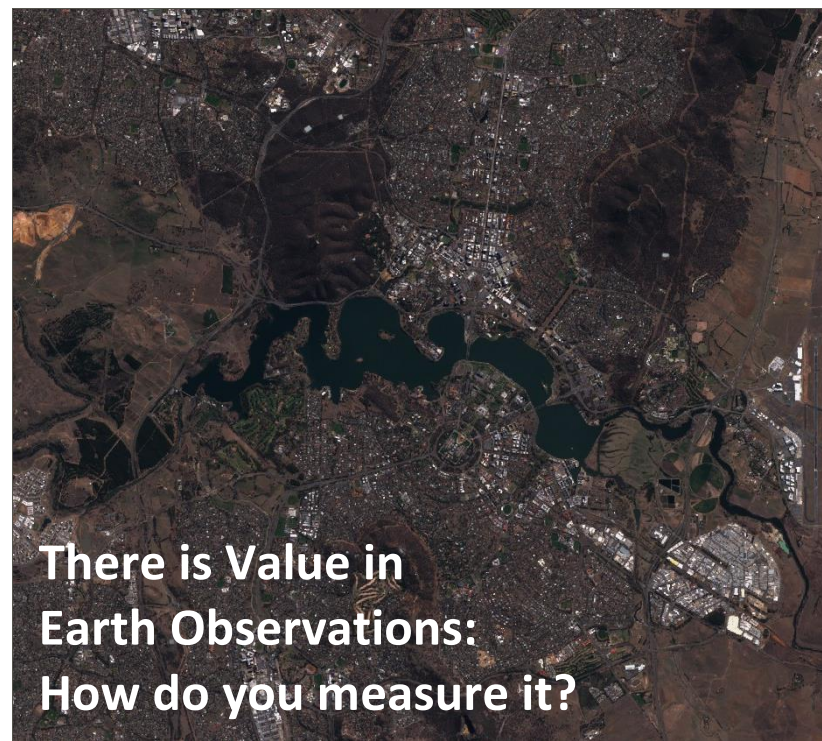 There is Value in
Earth Observations:
How do you measure it?